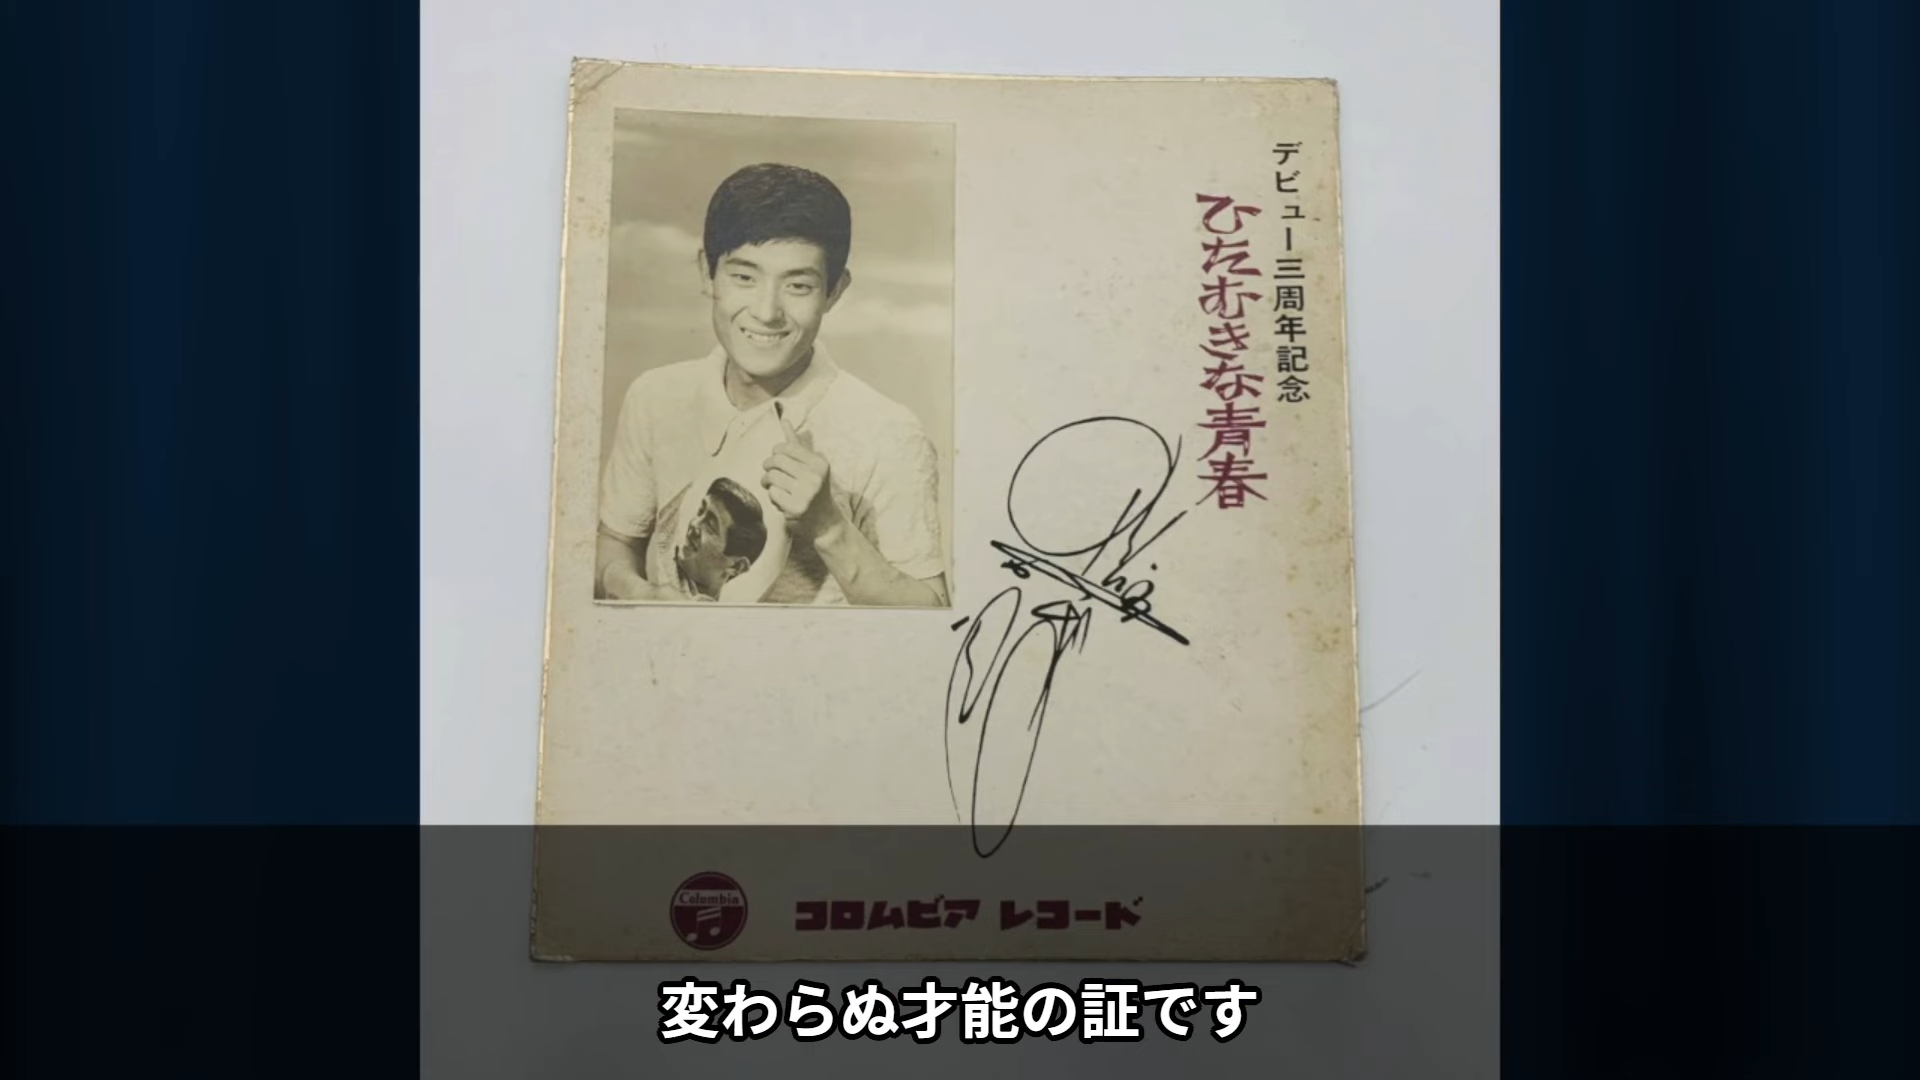 デビュー三周年記念
ひたむきな青春
Columbia
コロムビア レコード
変わらぬ才能の証です